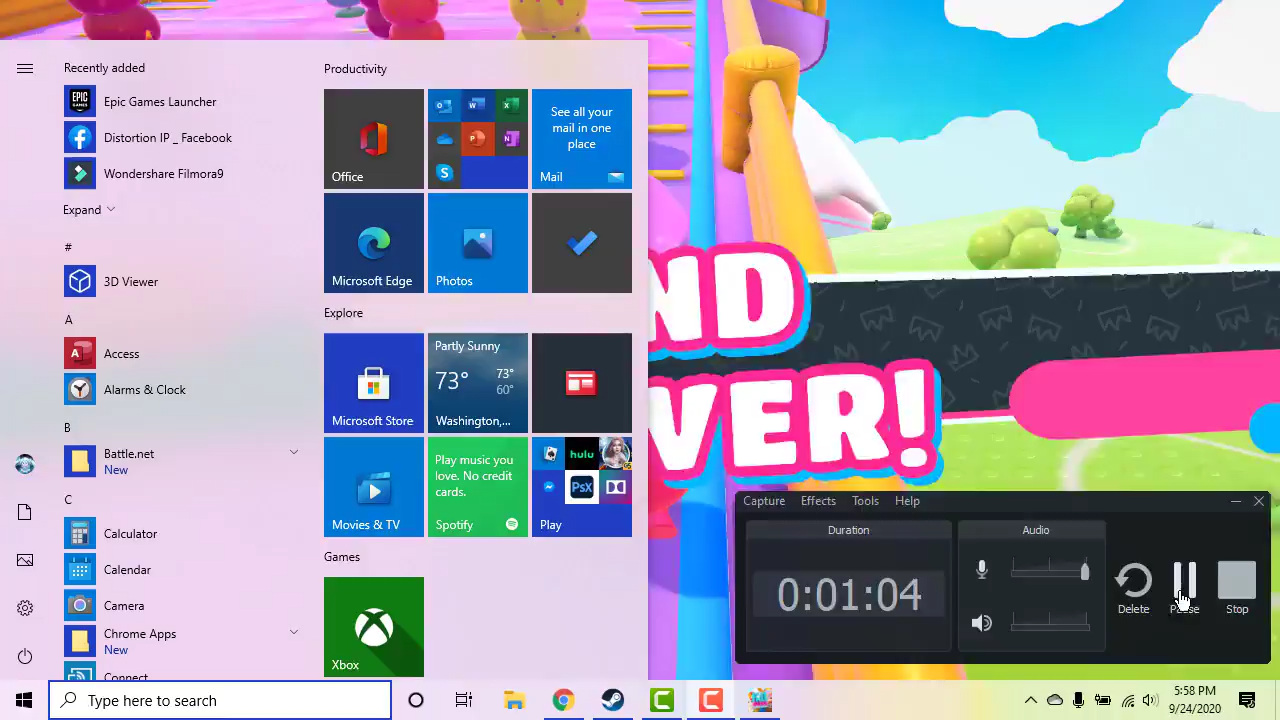 Recently added
EPIC
GAMES
Epic Games Launcher
Distortion IP _ Facebook
Wondershare Filmora9
Expand
#
3D Viewer
A
Access
Alarms & Clock
B
Battle.net
New
C
Calculator
Calendar
Camera
Chrome Apps
New
Connect
Productivity
Office
See all your
mail in one
place
Mail
Microsoft Edge
Photos
Explore
Microsoft Store
Partly Sunny
73°
73°
60°
Washington,...
Movies & TV
Play music you
love. No credit
cards.
Spotify
hulu
PsX
Play
Games
Xbox
ND
VER!
Capture Effects Tools Help
Duration
0:01:04
Audio
Delete
Pause
Stop
Type here to search
5:58 PM
9/24/2020